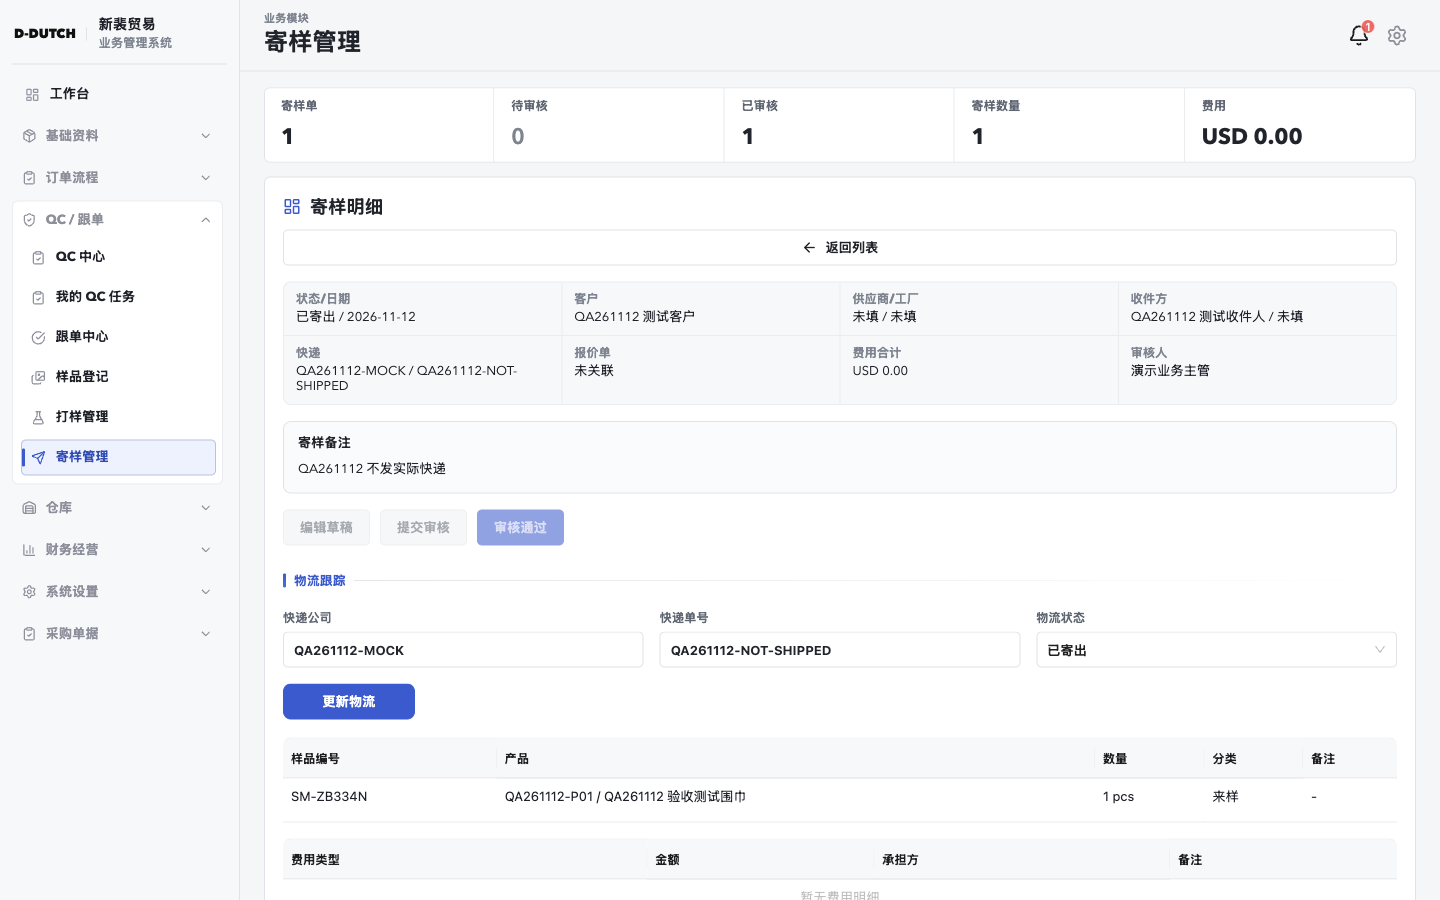 D-DUTCH
新裴贸易
业务管理系统
工作台
基础资料
订单流程
QC / 跟单
QC 中心
我的 QC 任务
跟单中心
样品登记
打样管理
寄样管理
仓库
财务经营
系统设置
采购单据
业务模块
寄样管理
1
寄样单
1
待审核
0
已审核
1
寄样数量
1
费用
USD 0.00
寄样明细
返回列表
状态/日期
已寄出 / 2026-11-12
客户
QA261112 测试客户
供应商/工厂
未填 / 未填
收件方
QA261112 测试收件人 / 未填
快递
QA261112-MOCK / QA261112-NOT-
SHIPPED
报价单
未关联
费用合计
USD 0.00
审核人
演示业务主管
寄样备注
QA261112 不发实际快递
编辑草稿
提交审核
审核通过
物流跟踪
快递公司
QA261112-MOCK
快递单号
QA261112-NOT-SHIPPED
物流状态
已寄出
更新物流
样品编号 产品 数量 分类 备注
SM-ZB334N QA261112-P01 / QA261112 验收测试围巾 1 pcs 来样 -
费用类型 金额 承担方 备注
暂无费用明细